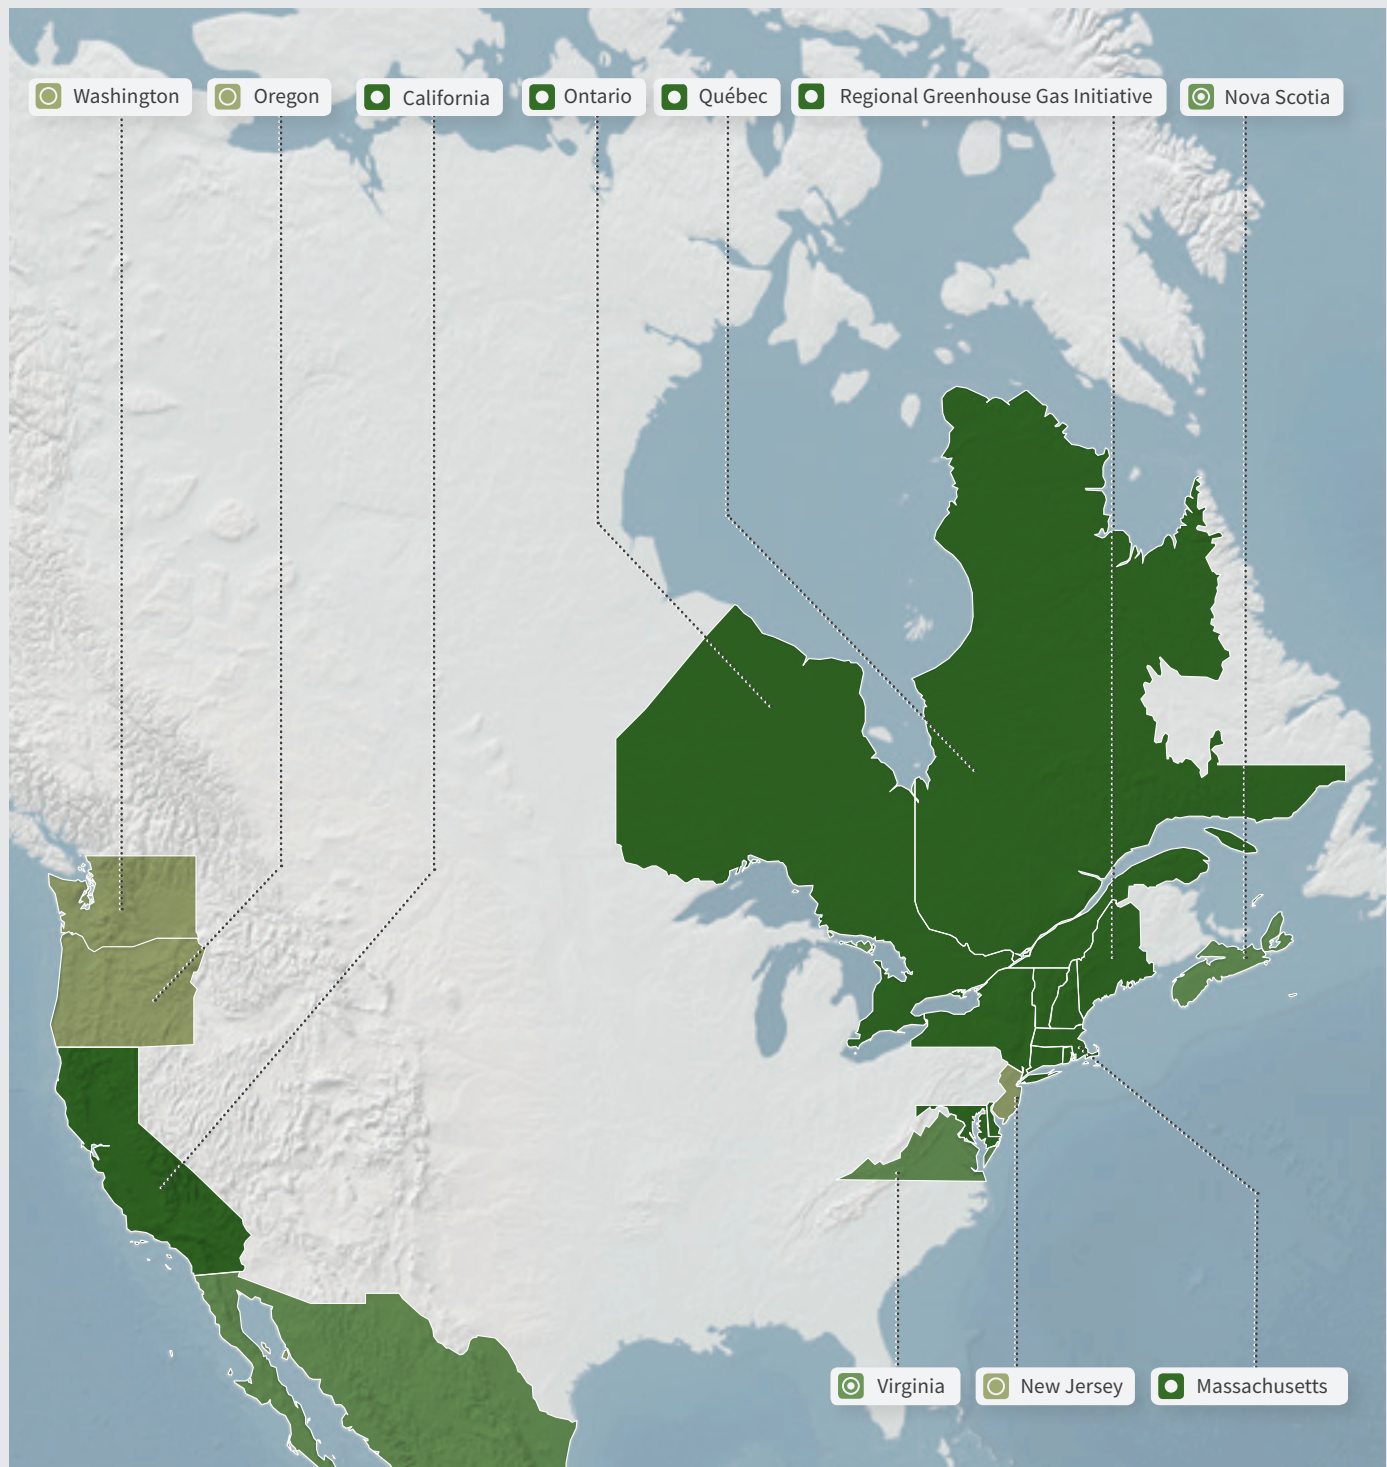 Washington
Oregon
California
Ontario
Québec
Regional Greenhouse Gas Initiative
Nova Scotia
Virginia
New Jersey
Massachusetts